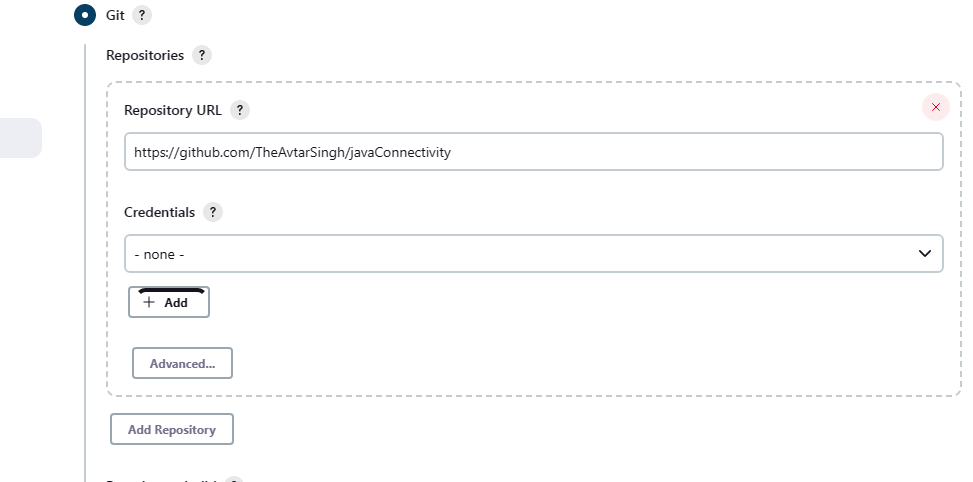 Git ?
Repositories ?
Repository URL ?
https://github.com/TheAvtarSingh/javaConnectivity
Credentials ?
- none -
+ Add
Advanced...
Add Repository